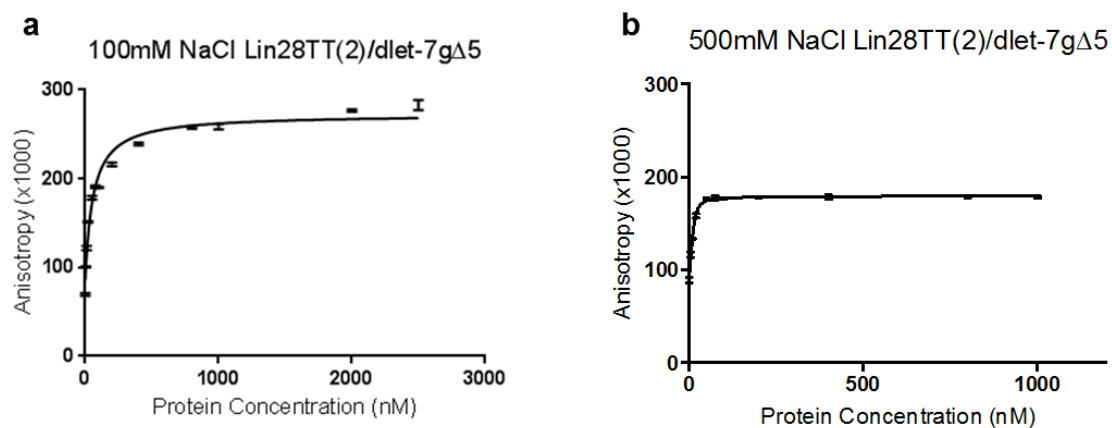 a
100mM NaCl Lin28TT(2)/dlet-7gΔ5
300
200
100
0
Anisotropy (x1000)
0 1000 2000 3000
Protein Concentration (nM)
b
500mM NaCl Lin28TT(2)/dlet-7gΔ5
300
200
100
0
Anisotropy (x1000)
0 500 1000
Protein Concentration (nM)